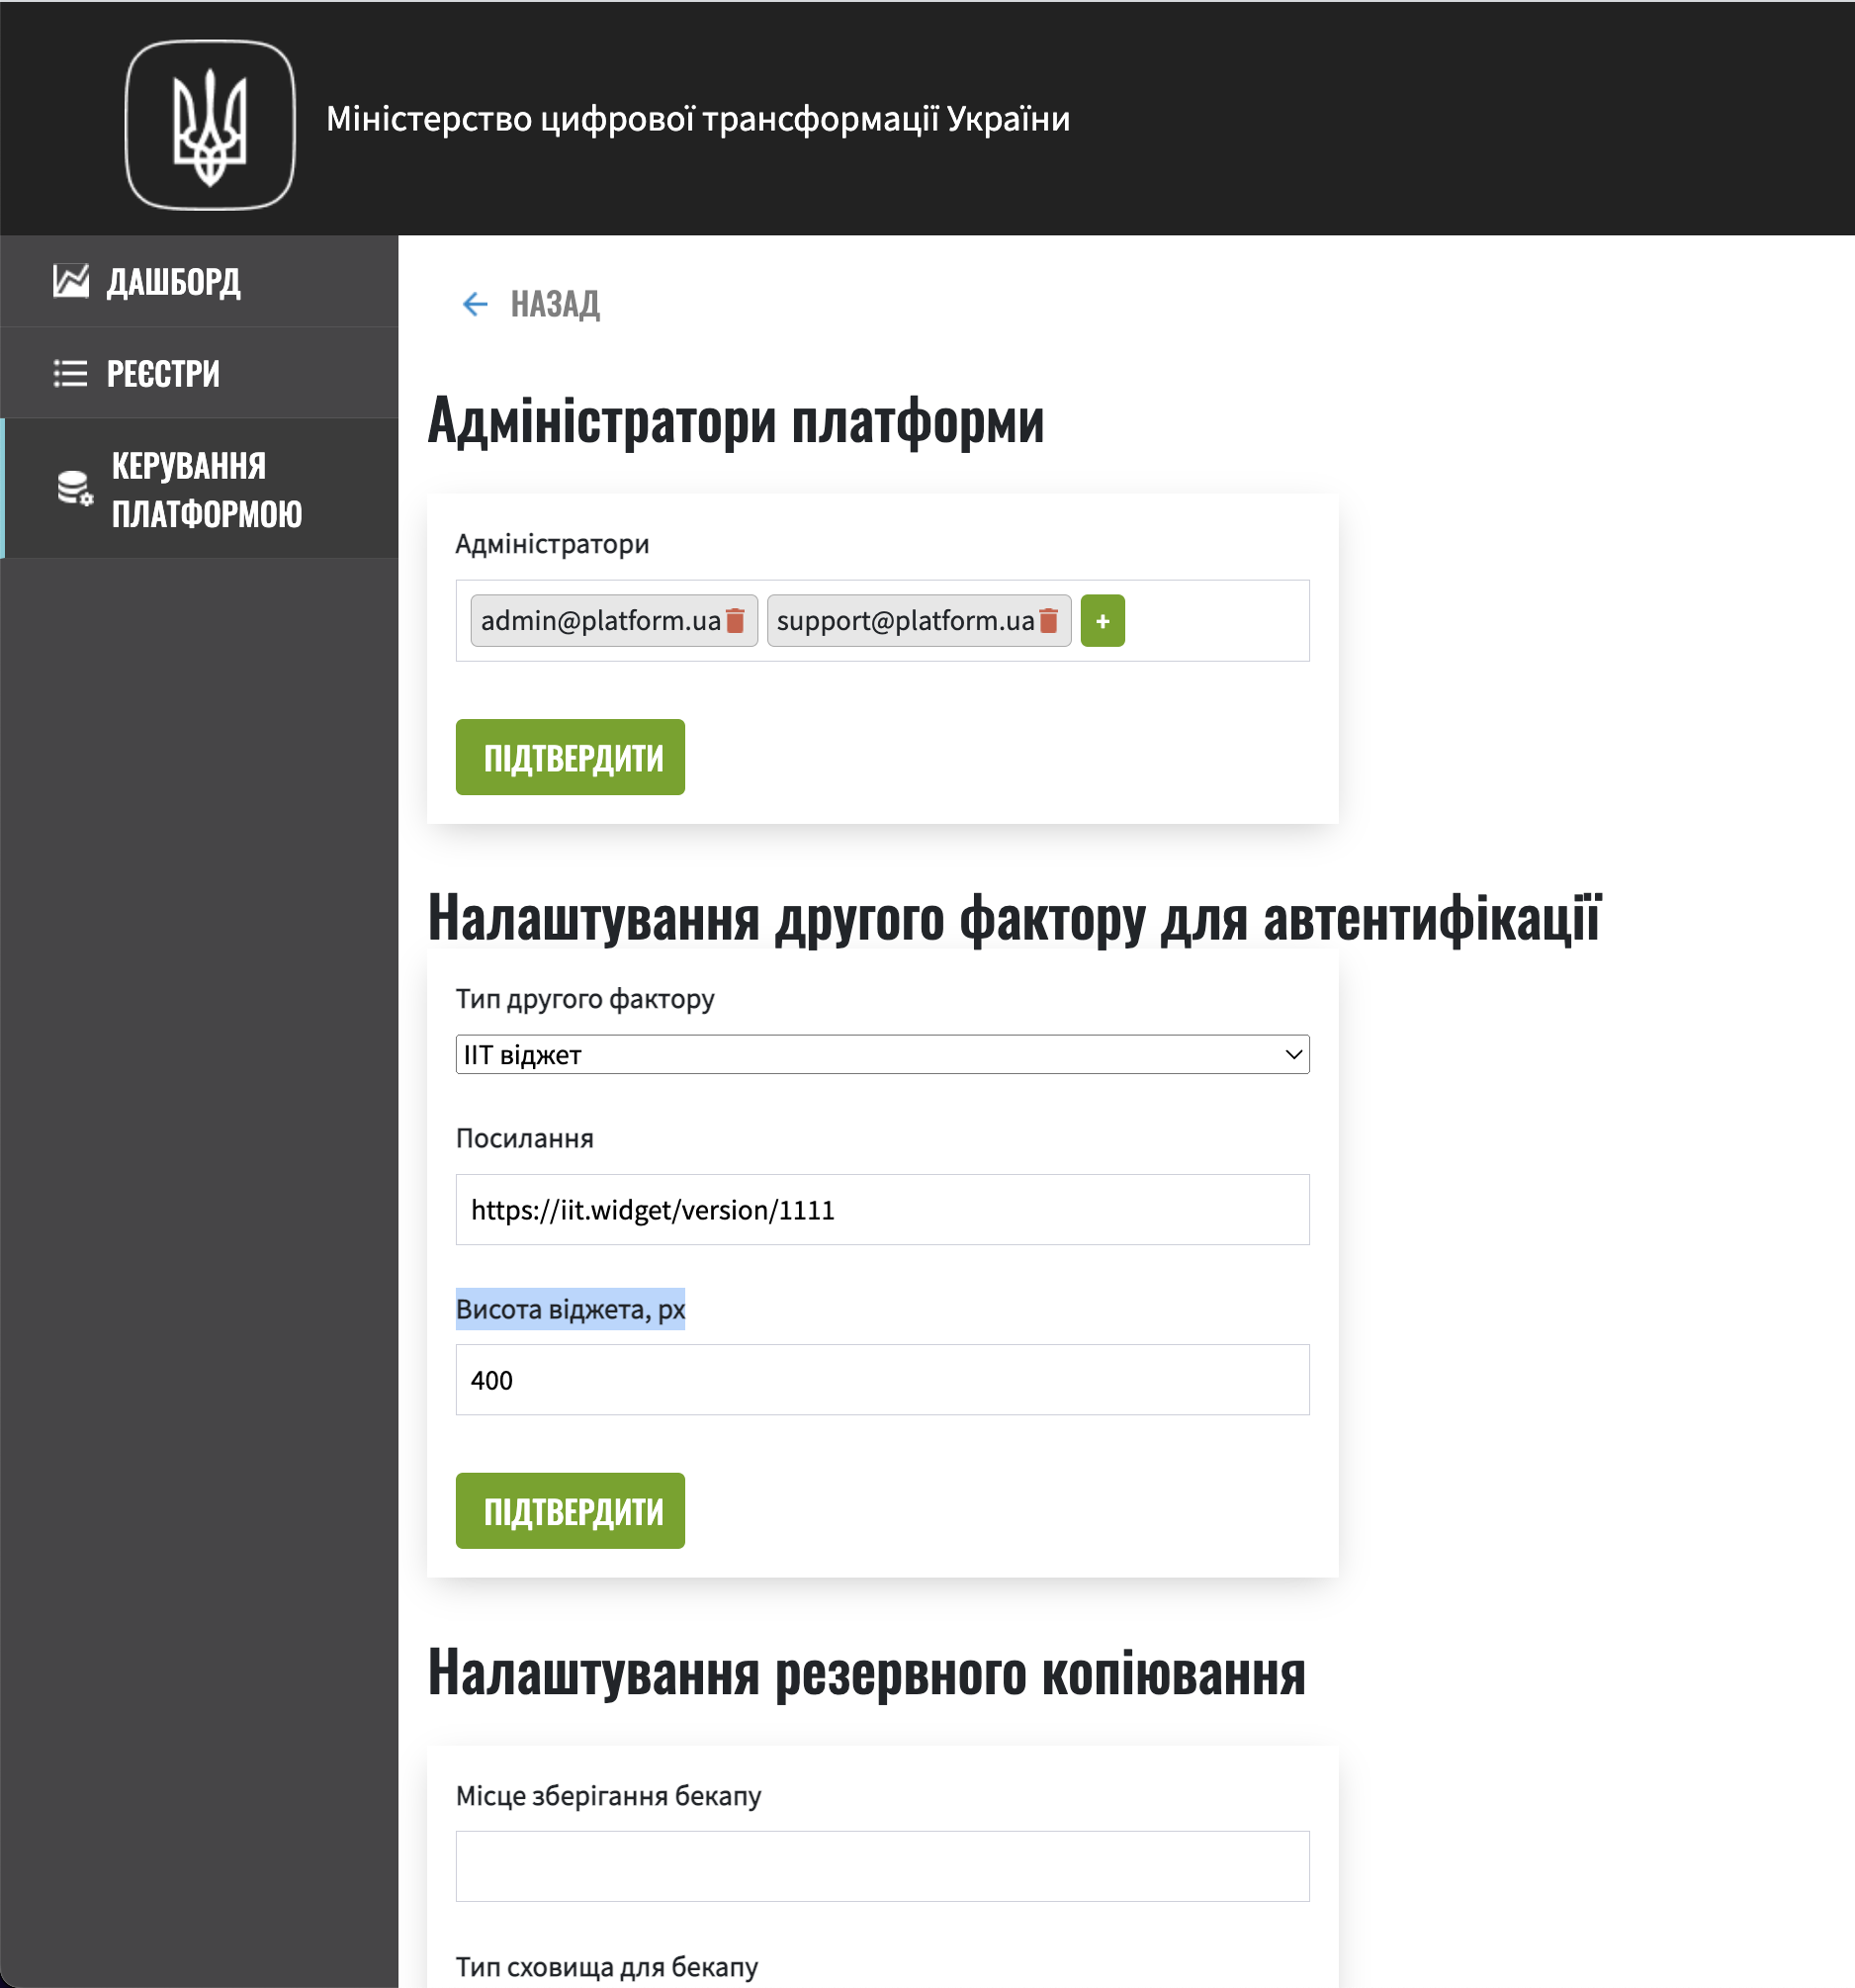 Міністерство цифрової трансформації України
ДАШБОРД
РЕЄСТРИ
КЕРУВАННЯ
ПЛАТФОРМОЮ
НАЗАД
Адміністратори платформи
Адміністратори
admin@platform.ua support@platform.ua +
ПІДТВЕРДИТИ
Налаштування другого фактору для автентифікації
Тип другого фактору
ІІТ віджет
Посилання
https://iit.widget/version/1111
Висота віджета, px
400
ПІДТВЕРДИТИ
Налаштування резервного копіювання
Місце зберігання бекапу
Тип сховища для бекапу